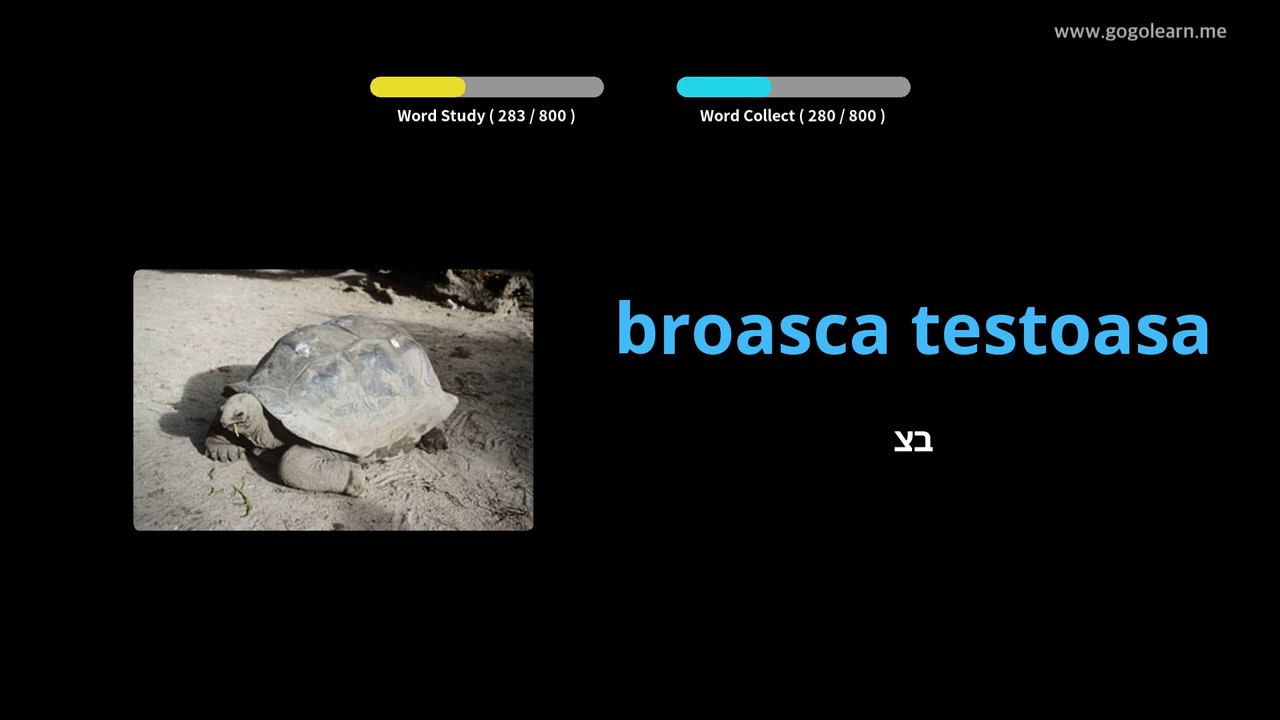 www.gogolearn.me
Word Study ( 283 / 800 )
Word Collect ( 280 / 800 )
broasca testoasa
בצ